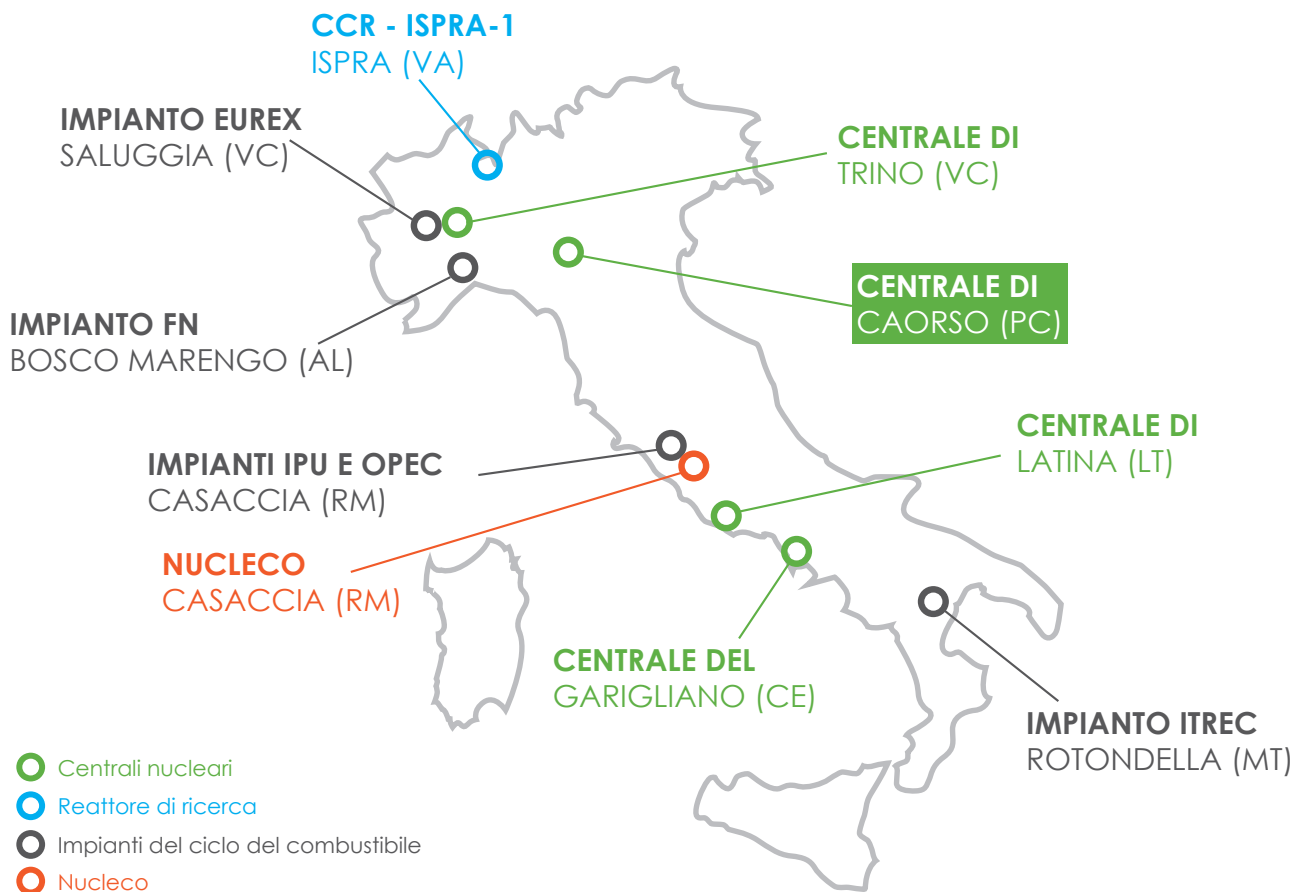 CCR - ISPRA-1
ISPRA (VA)
IMPIANTO EUREX
SALUGGIA (VC)
CENTRALE DI
TRINO (VC)
CENTRALE DI
CAORSO (PC)
IMPIANTO FN
BOSCO MARENGO (AL)
CENTRALE DI
LATINA (LT)
IMPIANTI IPU E OPEC
CASACCIA (RM)
NUCLECO
CASACCIA (RM)
CENTRALE DEL
GARIGLIANO (CE)
IMPIANTO ITREC
ROTONDELLA (MT)
Centrali nucleari
Reattore di ricerca
Impianti del ciclo del combustibile
Nucleco